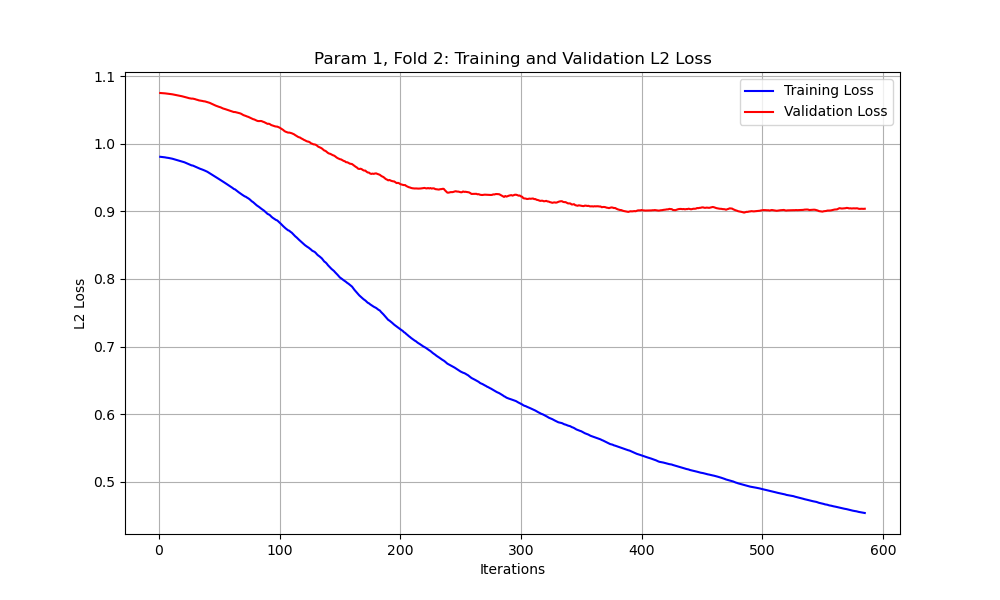 Param 1, Fold 2: Training and Validation L2 Loss
Training Loss
Validation Loss
L2 Loss
1.1
1.0
0.9
0.8
0.7
0.6
0.5
0 100 200 300 400 500 600
Iterations